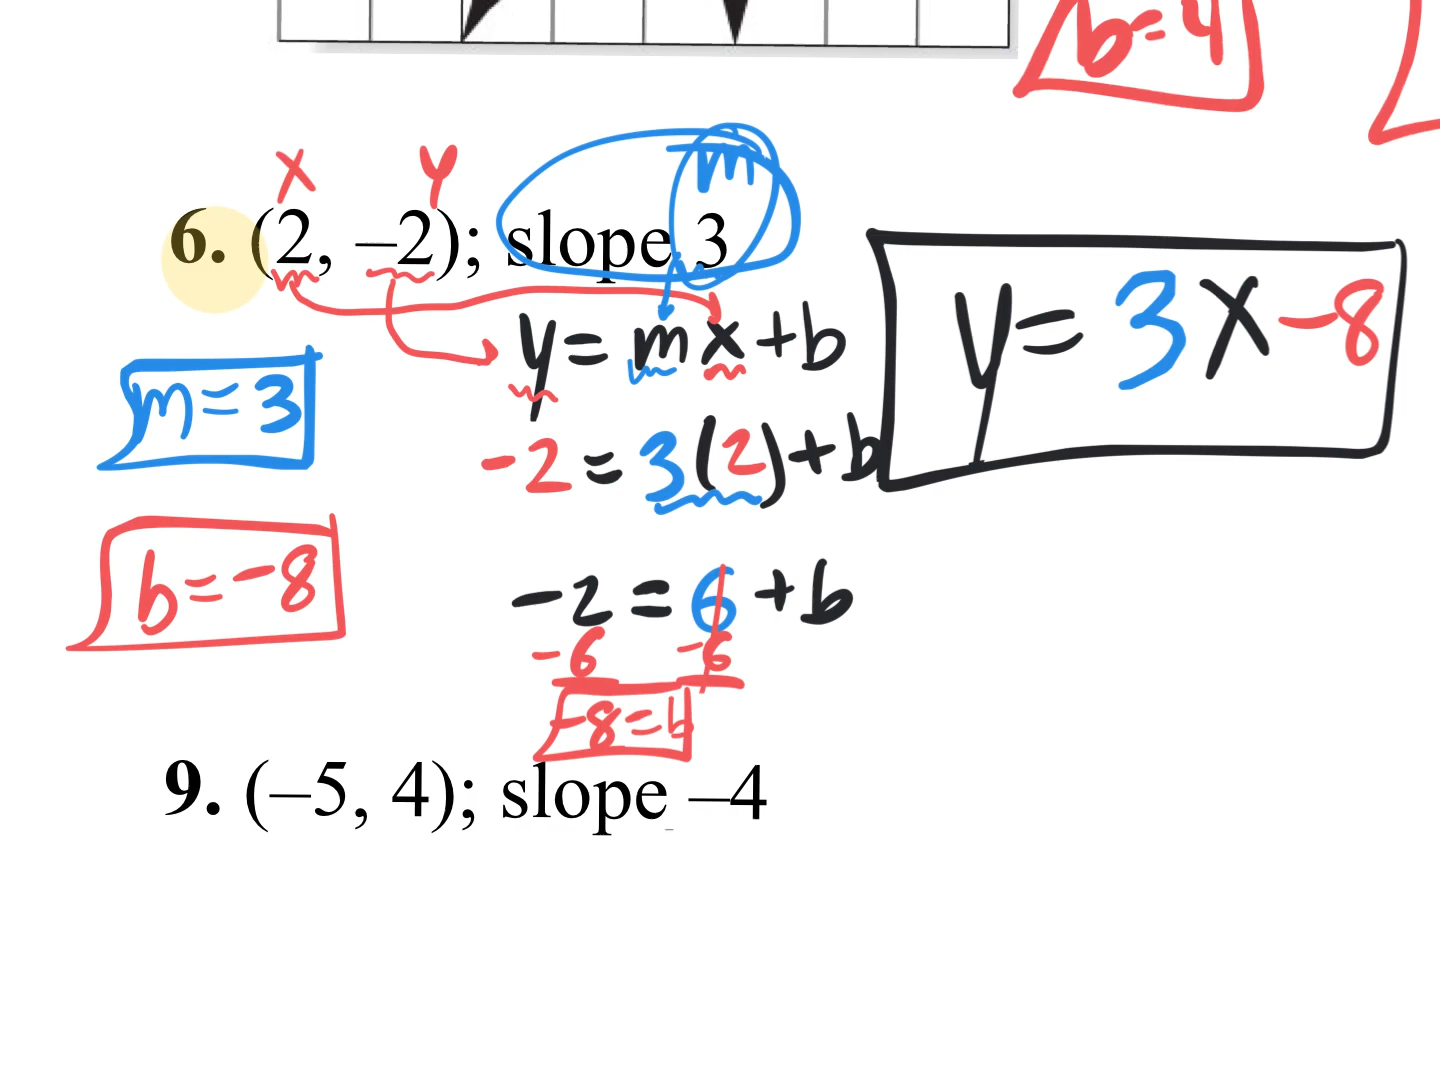 b=4
x y m
6. (2, –2); slope 3
y = mx + b
y = 3x - 8
m = 3
-2 = 3(2) + b
b = -8
-2 = 6 + b
-6 -6
-8 = b
9. (–5, 4); slope –4